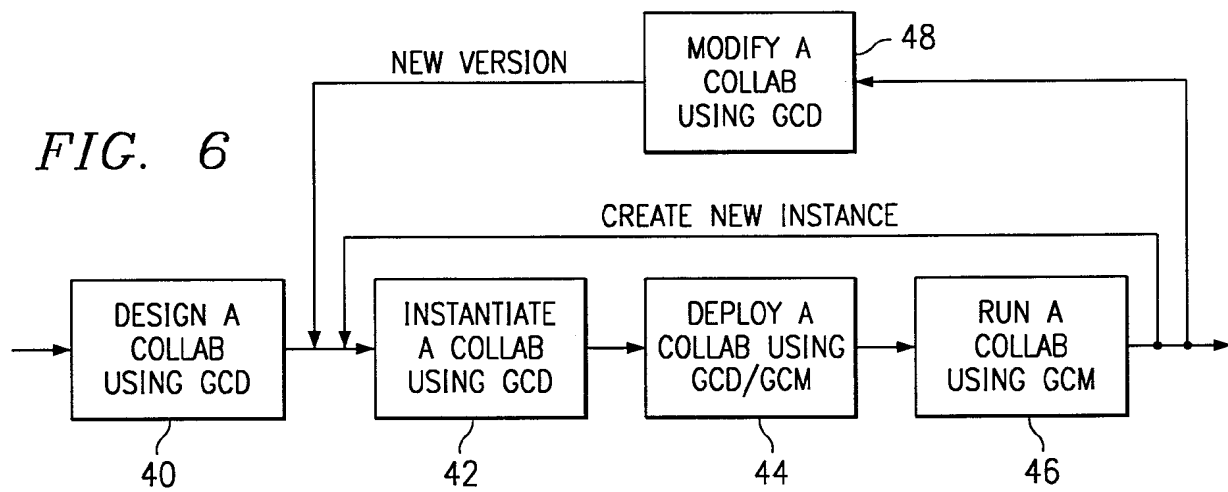 FIG. 6
NEW VERSION
MODIFY A
COLLAB
USING GCD
48
CREATE NEW INSTANCE
DESIGN A
COLLAB
USING GCD
40
INSTANTIATE
A COLLAB
USING GCD
42
DEPLOY A
COLLAB USING
GCD/GCM
44
RUN A
COLLAB
USING GCM
46